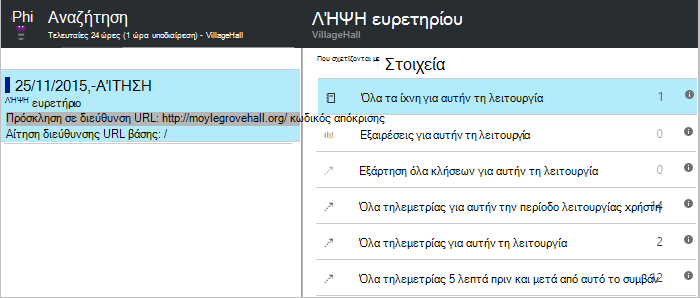 Phi Αναζήτηση
Τελευταίες 24 ώρες (1 ώρα υποδιαίρεση) - VillageHall
25/11/2015,-ΑΊΤΗΣΗ
ΛΉΨΗ ευρετήριο
Πρόσκληση σε διεύθυνση URL: http://moylegrovehall.org/ κωδικός απόκρισης
Αίτηση διεύθυνσης URL βάσης: /
ΛΉΨΗ ευρετηρίου
VillageHall
Που σχετίζονται με Στοιχεία
Όλα τα ίχνη για αυτήν τη λειτουργία 1
Εξαιρέσεις για αυτήν τη λειτουργία 0
Εξάρτηση όλα κλήσεων για αυτήν τη λειτουργία 0
Όλα τηλεμετρίας για αυτήν την περίοδο λειτουργίας χρήστη 14
Όλα τηλεμετρίας για αυτήν τη λειτουργία 2
Όλα τηλεμετρίας 5 λεπτά πριν και μετά από αυτό το συμβάν 12